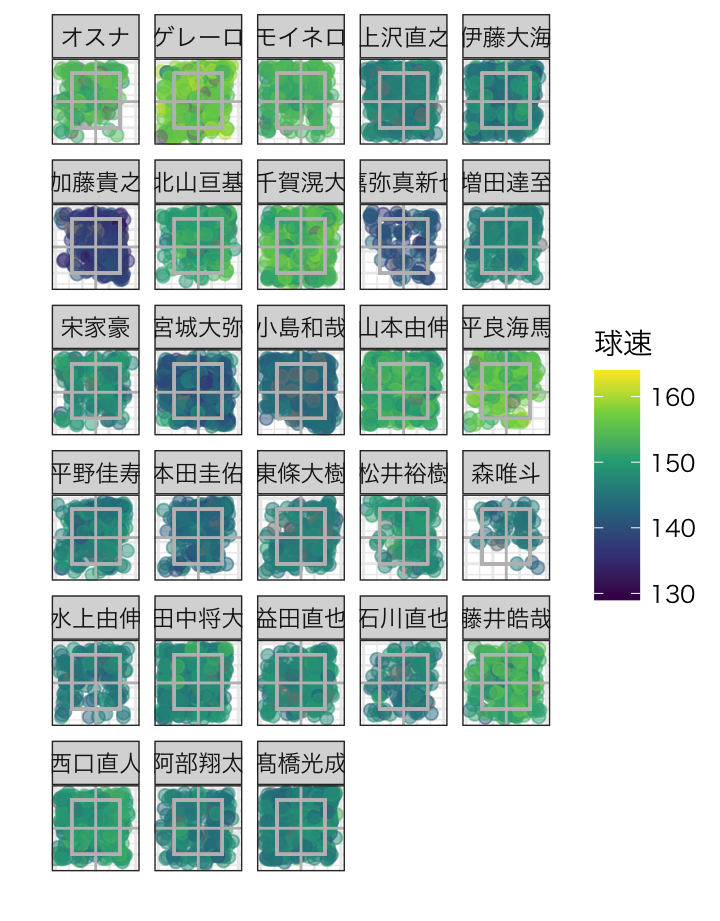 オスナ ゲレーロ モイネロ 上沢直之 伊藤大海
加藤貴之 北山亘基 千賀滉大 嘉弥真新也 増田達至
宋家豪 宮城大弥 小島和哉 山本由伸 平良海馬
平野佳寿 本田圭佑 東條大樹 松井裕樹 森唯斗
水上由伸 田中将大 益田直也 石川直也 藤井皓哉
西口直人 阿部翔太 髙橋光成
球速
160
150
140
130